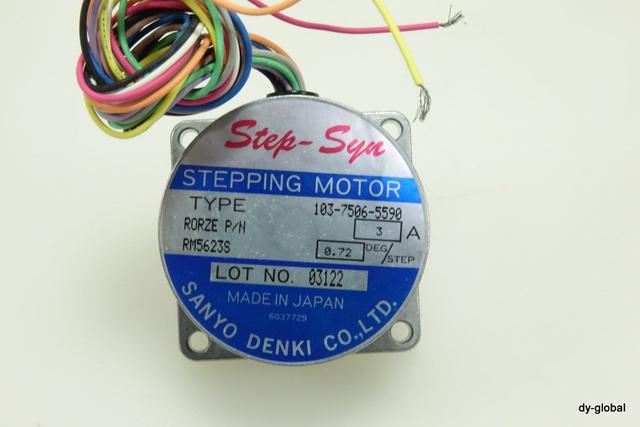 Step-Syn
STEPPING MOTOR
TYPE 103-7506-5590
RORZE P/N 3 A
RM5623S 0.72 DEG/STEP
LOT NO. 03122
MADE IN JAPAN
6037729
SANYO DENKI CO.,LTD.
dy-global